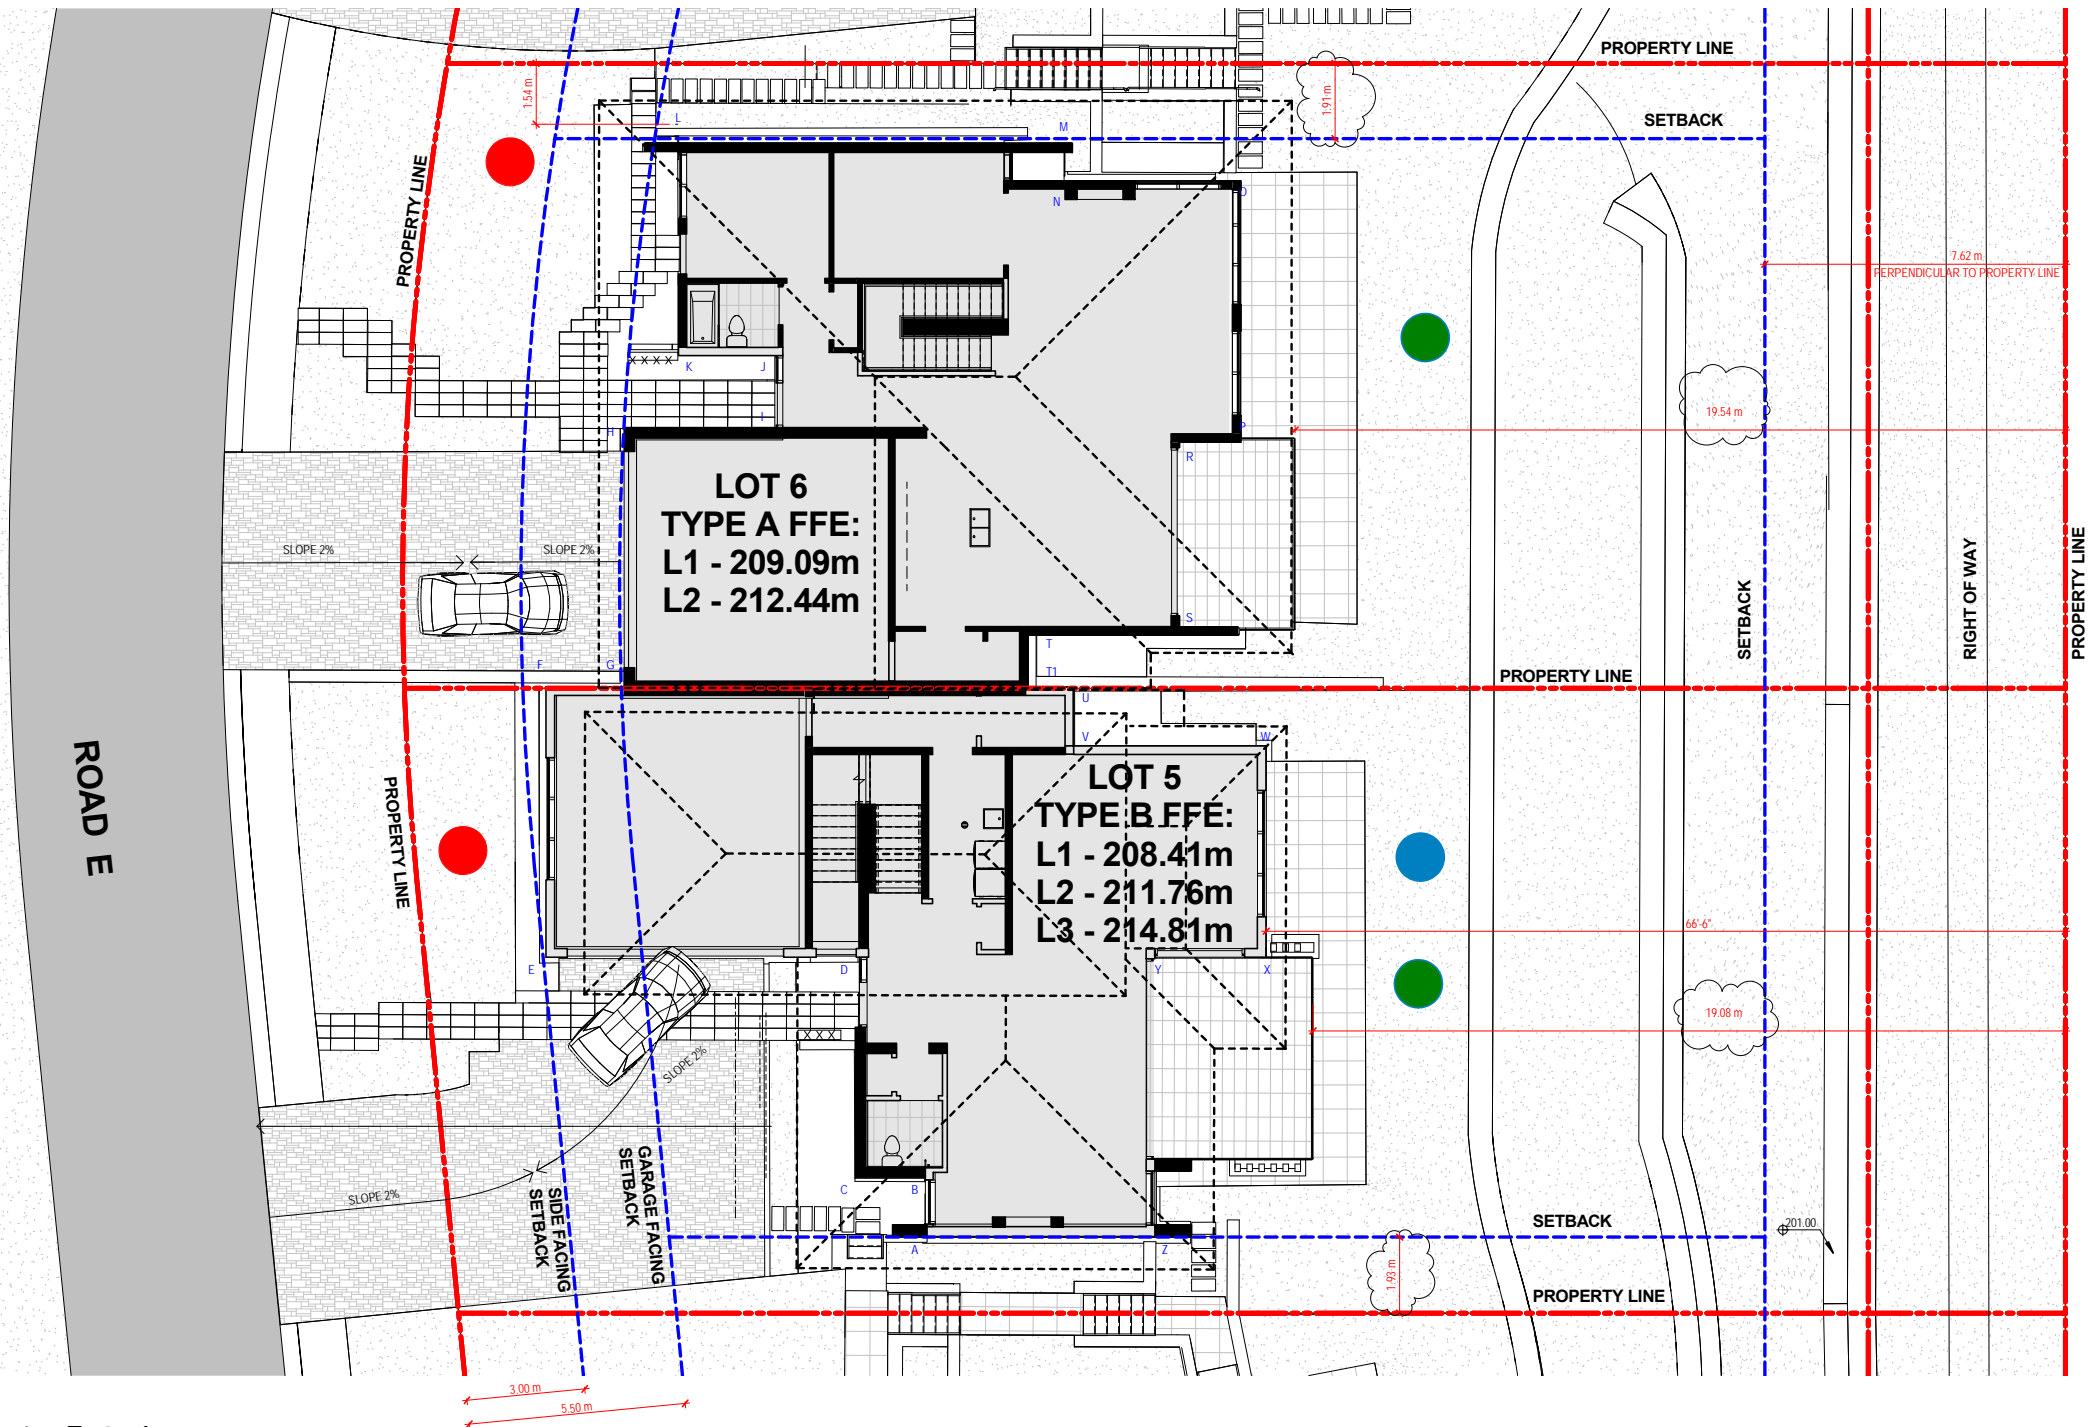 PROPERTY LINE
1.54 m
1.91 m
SETBACK
L
M
PROPERTY LINE
N
O
7.62 m
PERPENDICULAR TO PROPERTY LINE
X X X X
K
J
I
19.54 m
H
P
R
LOT 6
TYPE A FFE:
L1 - 209.09m
L2 - 212.44m
SLOPE 2%
SLOPE 2%
S
T
T1
F
G
SETBACK
RIGHT OF WAY
PROPERTY LINE
PROPERTY LINE
U
V
W
ROAD E
PROPERTY LINE
LOT 5
TYPE B FFE:
L1 - 208.41m
L2 - 211.76m
L3 - 214.81m
66'-6"
E
D
Y
X
19.08 m
X X X
SLOPE 2%
SLOPE 2%
SIDE FACING
SETBACK
GARAGE FACING
SETBACK
C
B
A
Z
SETBACK
201.00
1.93 m
PROPERTY LINE
3.00 m
5.50 m